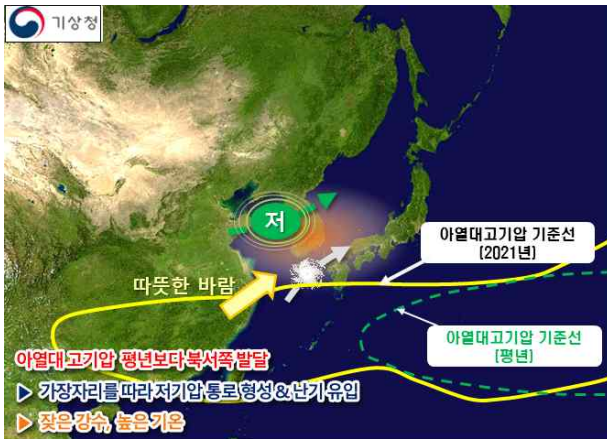 기상청
저
따뜻한 바람
아열대고기압 기준선
(2021년)
아열대고기압 기준선
(평년)
아열대 고기압 평년보다 북서쪽 발달
▶ 가장자리를 따라 저기압 통로 형성 & 난기 유입
▶ 잦은 강수, 높은 기온